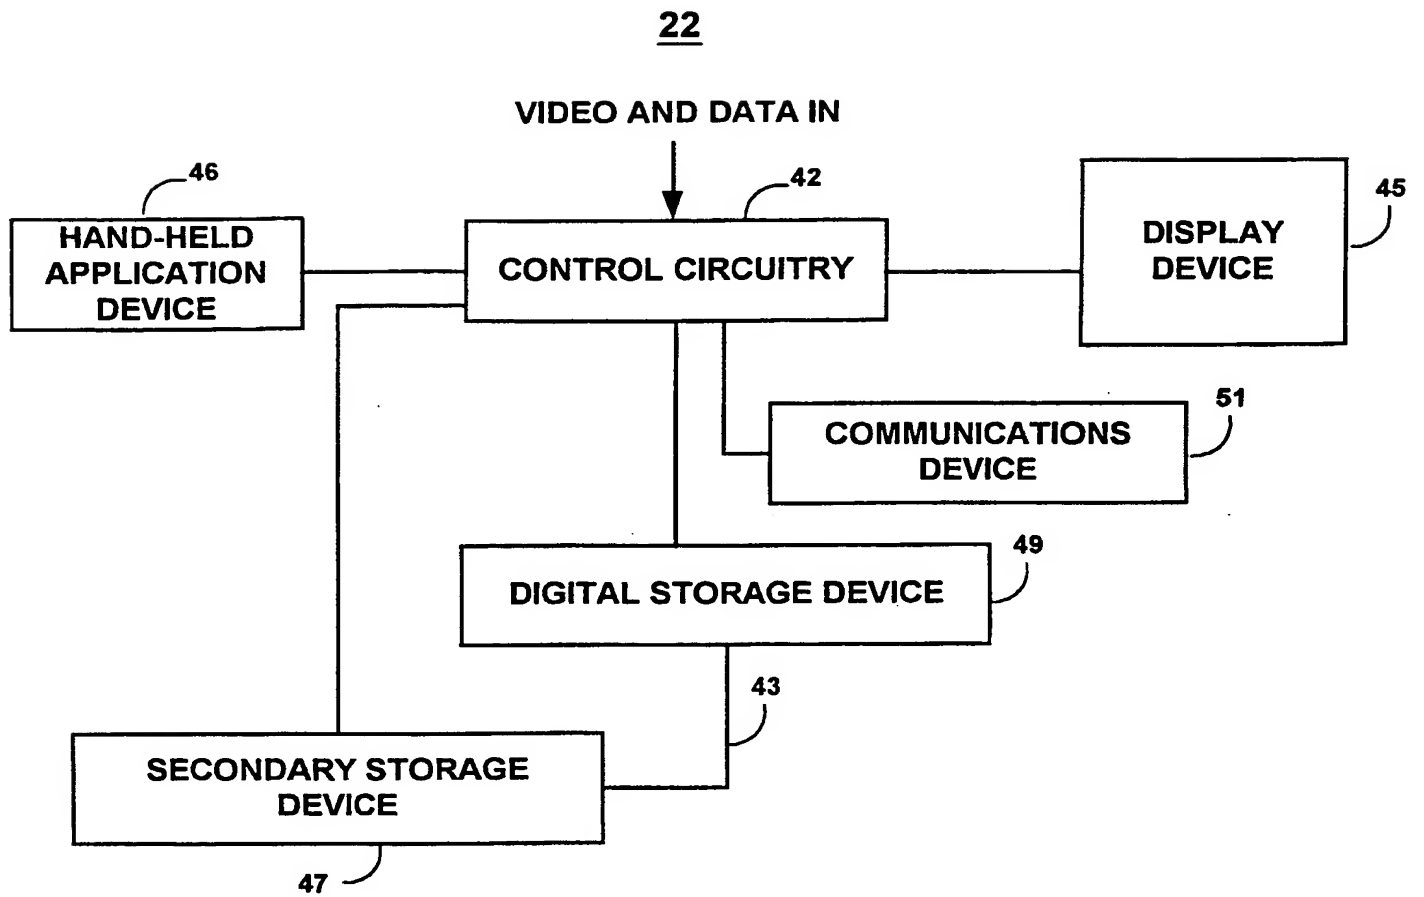 22
VIDEO AND DATA IN
46
42
45
HAND-HELD
APPLICATION
DEVICE
CONTROL CIRCUITRY
DISPLAY
DEVICE
51
COMMUNICATIONS
DEVICE
49
DIGITAL STORAGE DEVICE
43
SECONDARY STORAGE
DEVICE
47